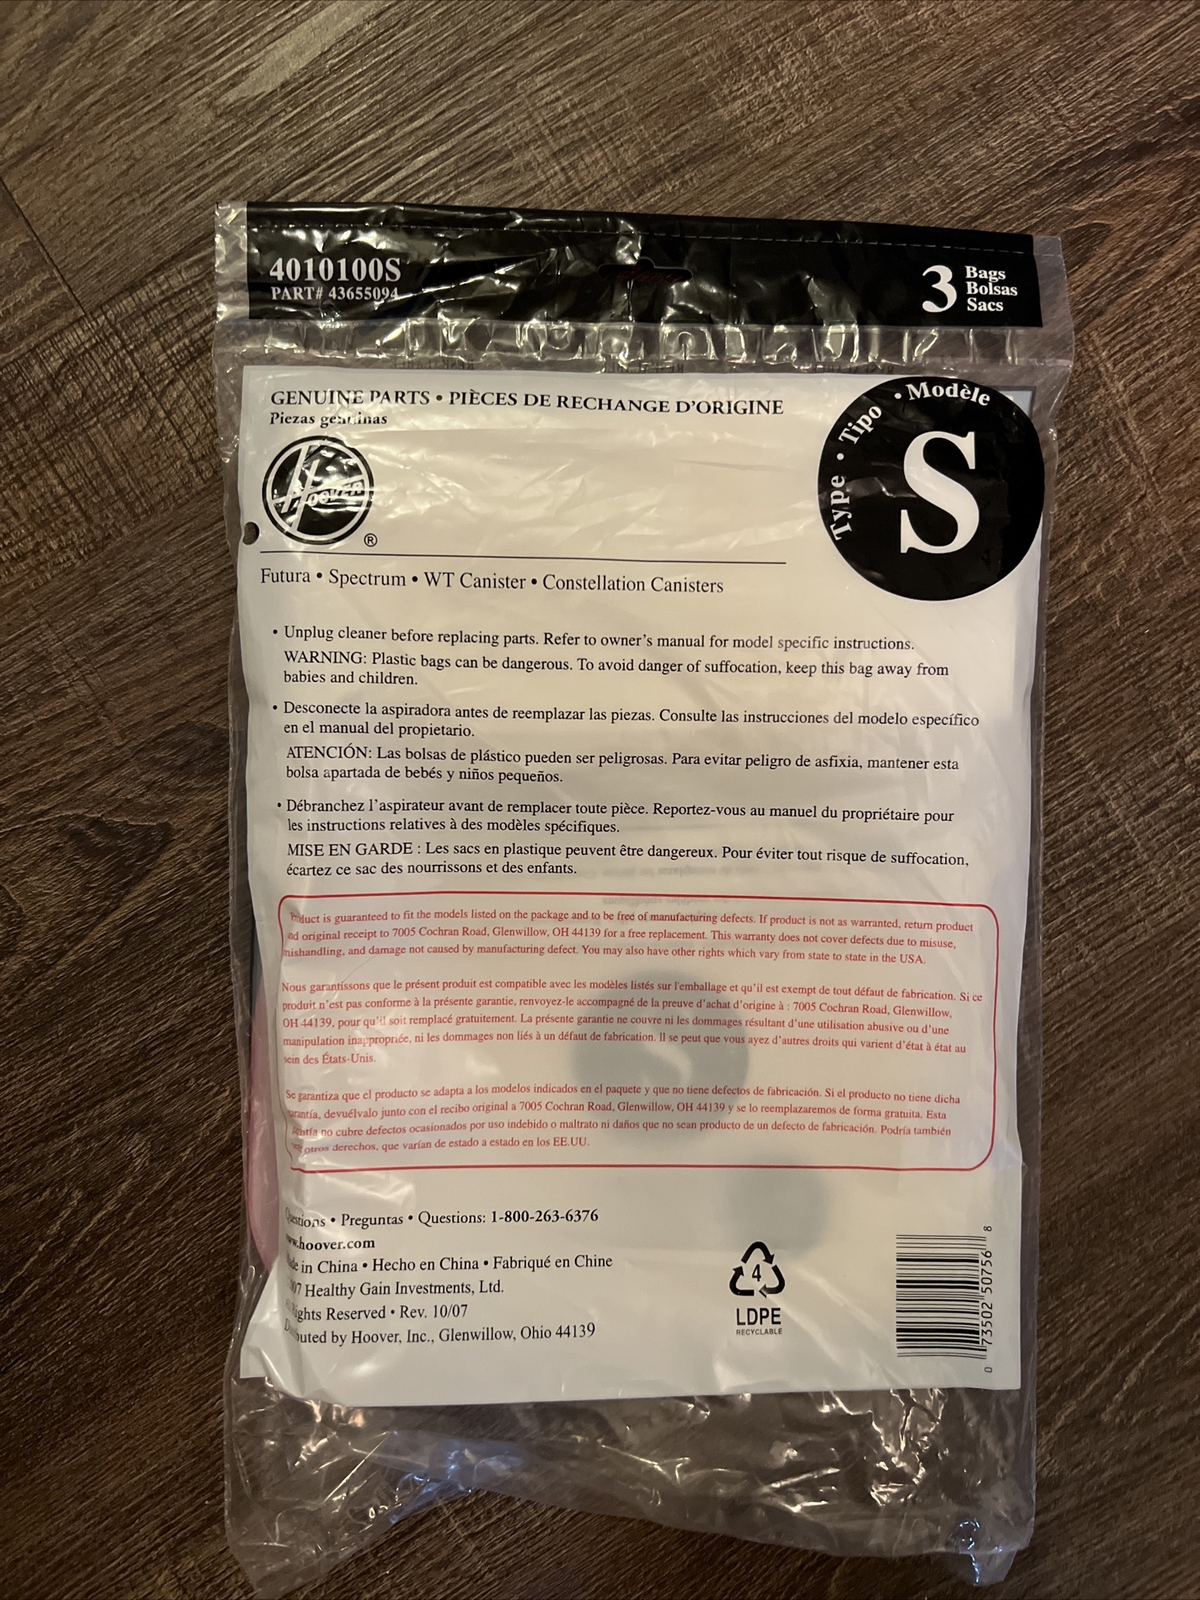 4010100S
PART# 43655094
3 Bags
Bolsas
Sacs
GENUINE PARTS • PIÈCES DE RECHANGE D'ORIGINE
Piezas genuinas
Type • Tipo • Modèle
S
HOOVER
®
Futura • Spectrum • WT Canister • Constellation Canisters
• Unplug cleaner before replacing parts. Refer to owner's manual for model specific instructions.
WARNING: Plastic bags can be dangerous. To avoid danger of suffocation, keep this bag away from
babies and children.
• Desconecte la aspiradora antes de reemplazar las piezas. Consulte las instrucciones del modelo específico
en el manual del propietario.
ATENCIÓN: Las bolsas de plástico pueden ser peligrosas. Para evitar peligro de asfixia, mantener esta
bolsa apartada de bebés y niños pequeños.
• Débranchez l'aspirateur avant de remplacer toute pièce. Reportez-vous au manuel du propriétaire pour
les instructions relatives à des modèles spécifiques.
MISE EN GARDE : Les sacs en plastique peuvent être dangereux. Pour éviter tout risque de suffocation,
écartez ce sac des nourrissons et des enfants.
Product is guaranteed to fit the models listed on the package and to be free of manufacturing defects. If product is not as warranted, return product
and original receipt to 7005 Cochran Road, Glenwillow, OH 44139 for a free replacement. This warranty does not cover defects due to misuse,
mishandling, and damage not caused by manufacturing defect. You may also have other rights which vary from state to state in the USA.
Nous garantissons que le présent produit est compatible avec les modèles listés sur l'emballage et qu'il est exempt de tout défaut de fabrication. Si ce
produit n'est pas conforme à la présente garantie, renvoyez-le accompagné de la preuve d'achat d'origine à : 7005 Cochran Road, Glenwillow,
OH 44139, pour qu'il soit remplacé gratuitement. La présente garantie ne couvre ni les dommages résultant d'une utilisation abusive ou d'une
manipulation inappropriée, ni les dommages non liés à un défaut de fabrication. Il se peut que vous ayez d'autres droits qui varient d'état à état au
sein des États-Unis.
Se garantiza que el producto se adapta a los modelos indicados en el paquete y que no tiene defectos de fabricación. Si el producto no tiene dicha
garantía, devuélvalo junto con el recibo original a 7005 Cochran Road, Glenwillow, OH 44139 y se lo reemplazaremos de forma gratuita. Esta
garantía no cubre defectos ocasionados por uso indebido o maltrato ni daños que no sean producto de un defecto de fabricación. Podría también
otros derechos, que varían de estado a estado en los EE.UU.
Questions • Preguntas • Questions: 1-800-263-6376
www.hoover.com
Made in China • Hecho en China • Fabriqué en Chine
2007 Healthy Gain Investments, Ltd.
Rights Reserved • Rev. 10/07
Distributed by Hoover, Inc., Glenwillow, Ohio 44139
4
LDPE
RECYCLABLE
0 73502 50756 8